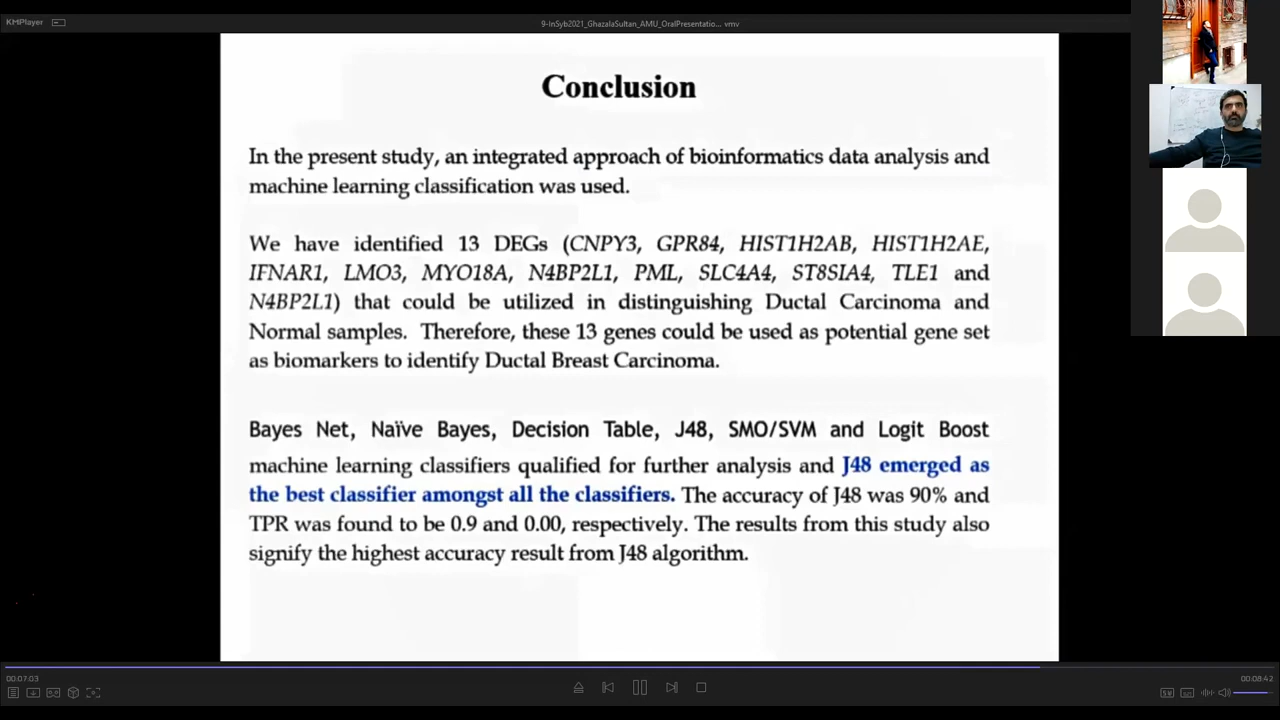 KMPlayer
9-InSyb2021_GhazalaSultan_AMU_OralPresentatio... .wmv
Conclusion
In the present study, an integrated approach of bioinformatics data analysis and
machine learning classification was used.
We have identified 13 DEGs (CNPY3, GPR84, HIST1H2AB, HIST1H2AE,
IFNAR1, LMO3, MYO18A, N4BP2L1, PML, SLC4A4, ST8SIA4, TLE1 and
N4BP2L1) that could be utilized in distinguishing Ductal Carcinoma and
Normal samples. Therefore, these 13 genes could be used as potential gene set
as biomarkers to identify Ductal Breast Carcinoma.
Bayes Net, Naïve Bayes, Decision Table, J48, SMO/SVM and Logit Boost
machine learning classifiers qualified for further analysis and J48 emerged as
the best classifier amongst all the classifiers. The accuracy of J48 was 90% and
TPR was found to be 0.9 and 0.00, respectively. The results from this study also
signify the highest accuracy result from J48 algorithm.
00:07:03
00:08:42